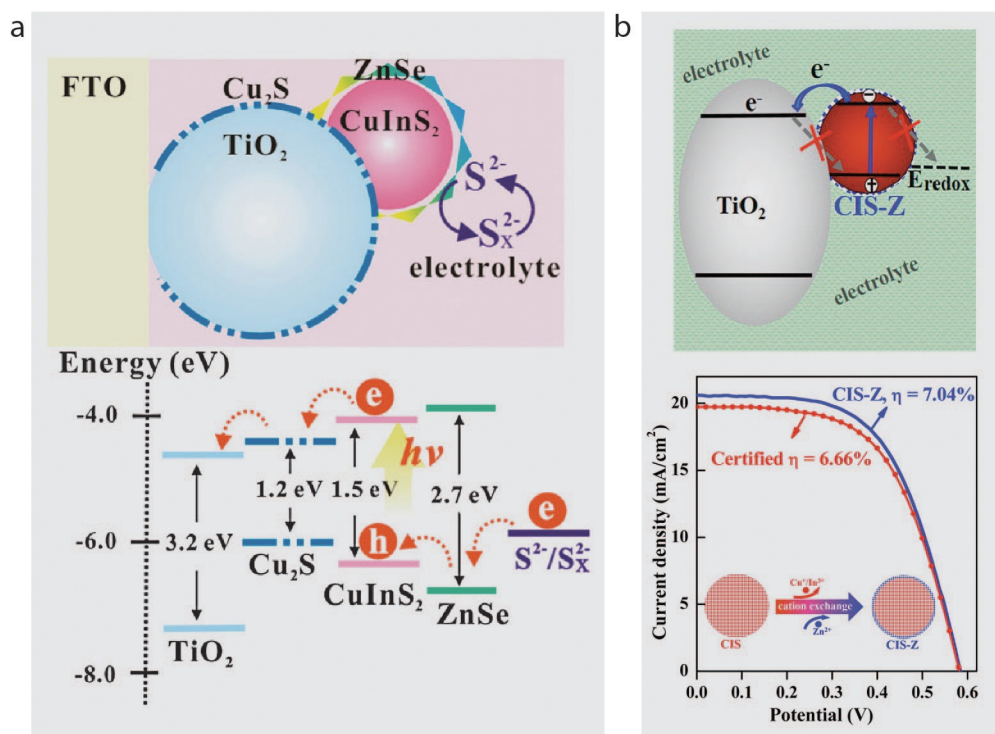 a
FTO
Cu₂S
ZnSe
CuInS₂
TiO₂
S²⁻
Sₓ²⁻
electrolyte
Energy (eV)
-4.0
-6.0
-8.0
e
hν
1.2 eV
1.5 eV
2.7 eV
3.2 eV
h
e
S²⁻/Sₓ²⁻
Cu₂S
CuInS₂
ZnSe
TiO₂
b
electrolyte
e⁻
e⁻
−
+
E redox
CIS-Z
TiO₂
electrolyte
Current density (mA/cm²)
20
15
10
5
0
CIS-Z, η = 7.04%
Certified η = 6.66%
Cu⁺/In³⁺
cation exchange
Zn²⁺
CIS
CIS-Z
0.0 0.1 0.2 0.3 0.4 0.5 0.6
Potential (V)